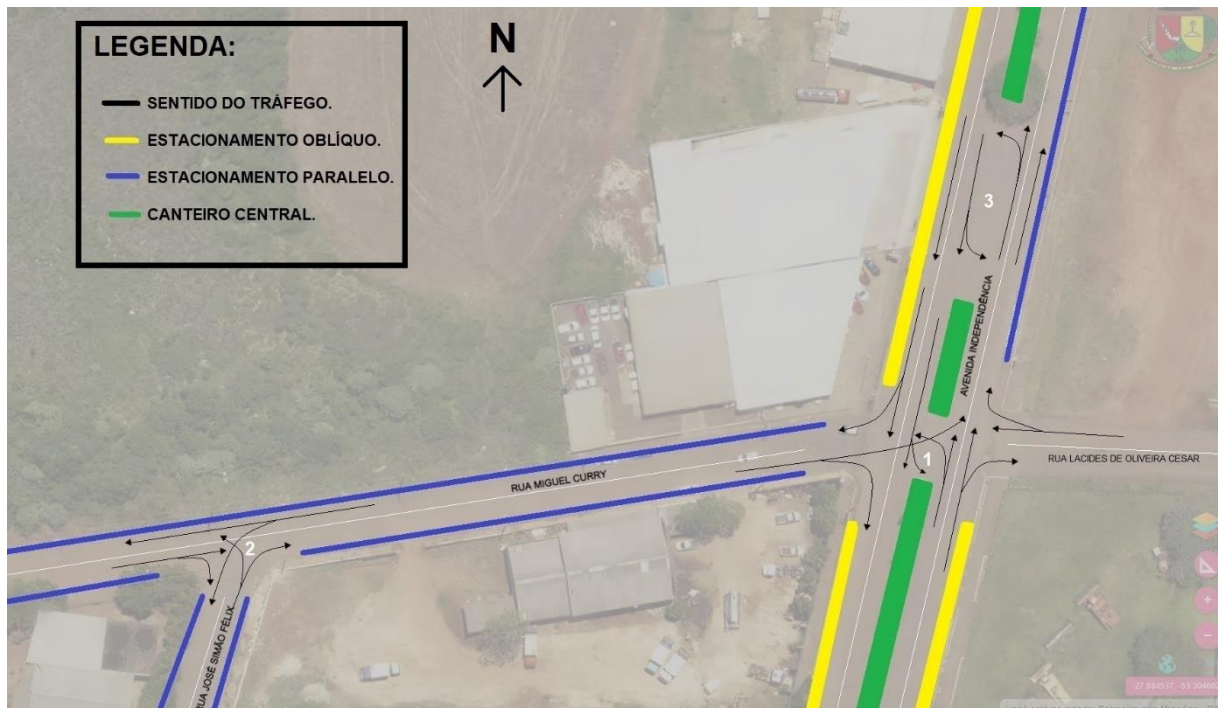 LEGENDA:
SENTIDO DO TRÁFEGO.
ESTACIONAMENTO OBLÍQUO.
ESTACIONAMENTO PARALELO.
CANTEIRO CENTRAL.
N
3
AVENIDA INDEPENDÊNCIA
1
RUA LACIDES DE OLIVEIRA CESAR
RUA MIGUEL CURRY
2
RUA JOSÉ SIMÃO FÉLIX